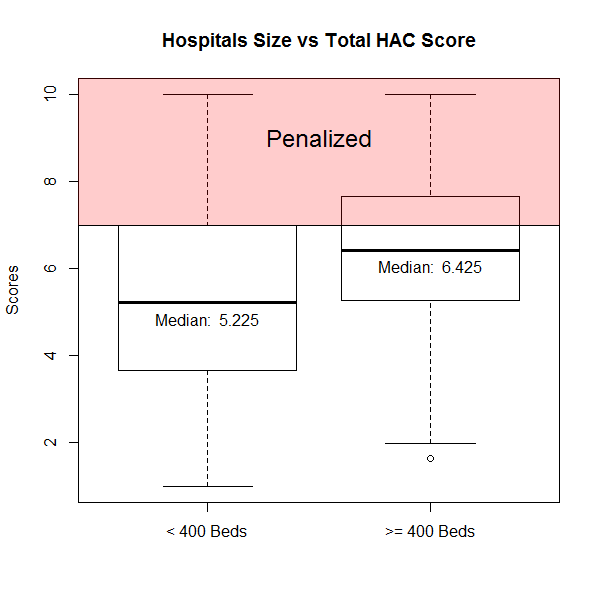 Hospitals Size vs Total HAC Score
10
8
6
4
2
Scores
Penalized
Median: 5.225
Median: 6.425
< 400 Beds
>= 400 Beds